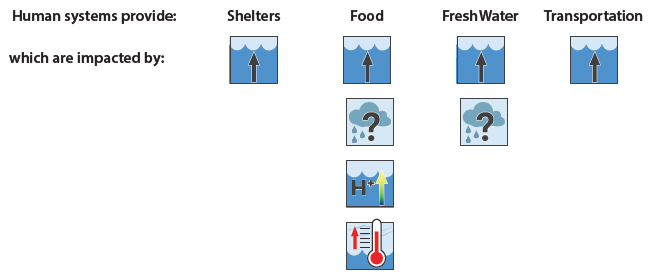 Human systems provide: Shelters Food FreshWater Transportation
which are impacted by:
? ?
H+